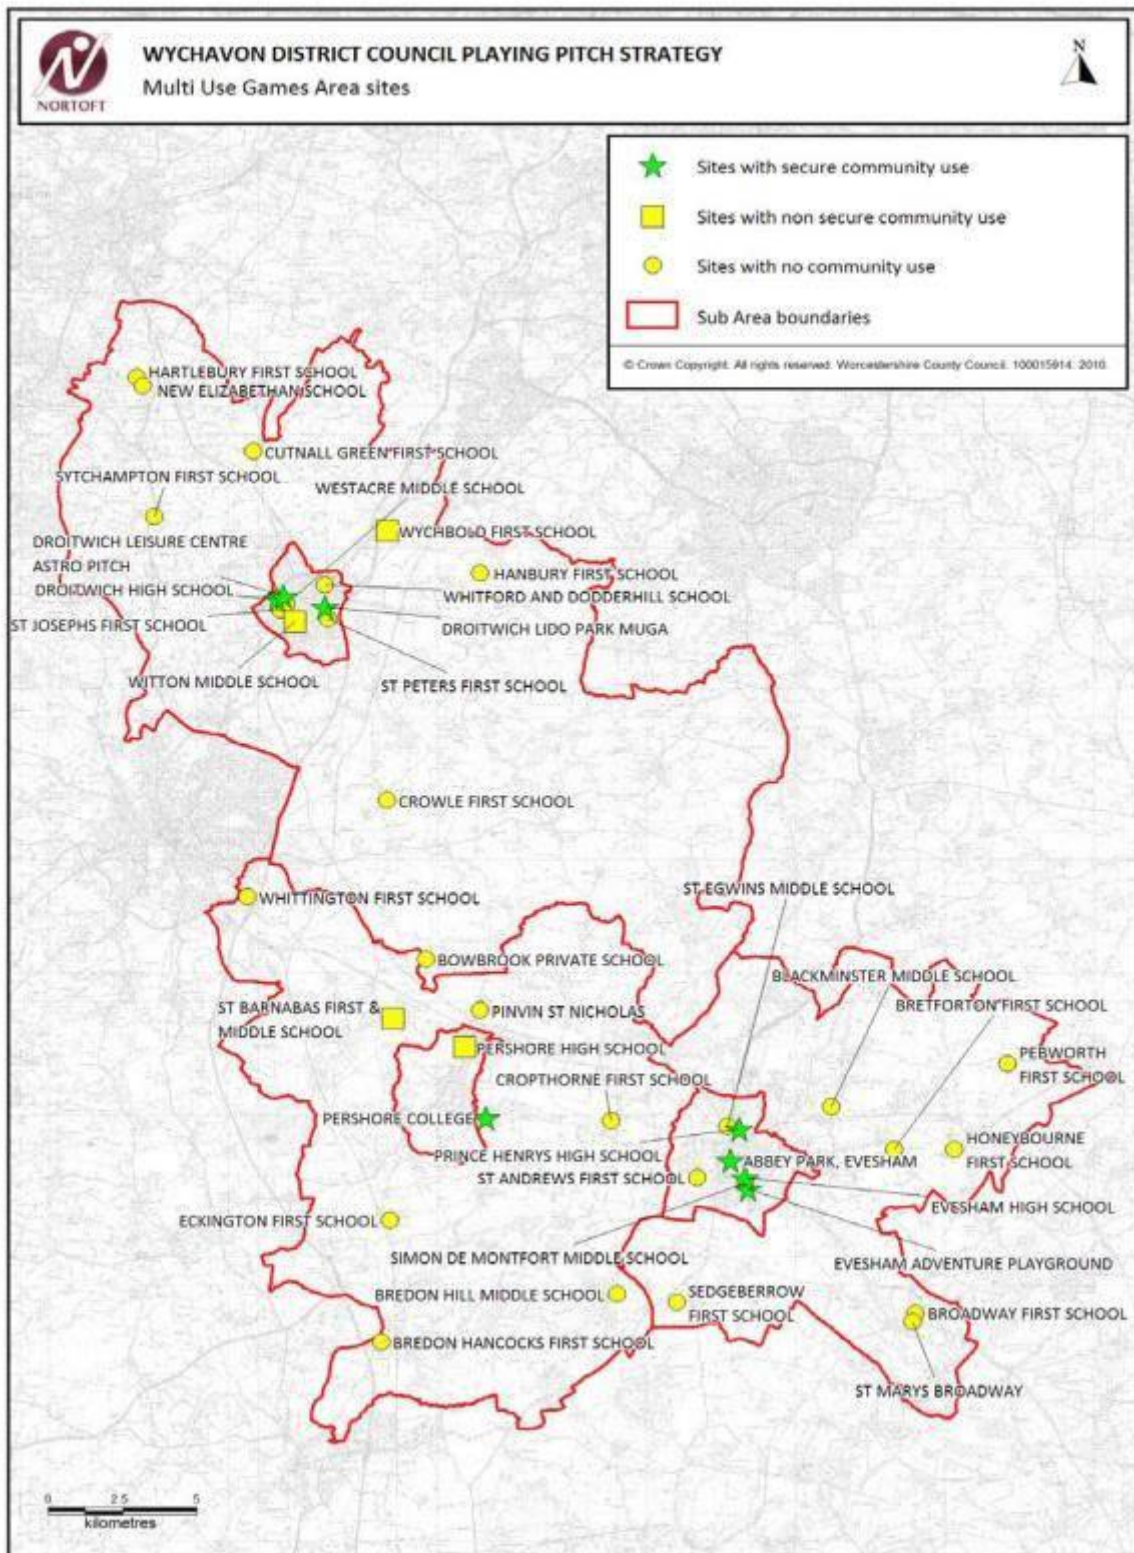 WYCHAVON DISTRICT COUNCIL PLAYING PITCH STRATEGY
Multi Use Games Area sites
NORTOFT
N
Sites with secure community use
Sites with non secure community use
Sites with no community use
Sub Area boundaries
© Crown Copyright. All rights reserved. Worcestershire County Council. 100015914. 2010.
HARTLEBURY FIRST SCHOOL
NEW ELIZABETHAN SCHOOL
CUTNALL GREEN FIRST SCHOOL
SYTCHAMPTON FIRST SCHOOL
WESTACRE MIDDLE SCHOOL
WYCHBOLD FIRST SCHOOL
DROITWICH LEISURE CENTRE
ASTRO PITCH
HANBURY FIRST SCHOOL
DROITWICH HIGH SCHOOL
WHITFORD AND DODDERHILL SCHOOL
ST JOSEPHS FIRST SCHOOL
DROITWICH LIDO PARK MUGA
WITTON MIDDLE SCHOOL
ST PETERS FIRST SCHOOL
CROWLE FIRST SCHOOL
ST EGWINS MIDDLE SCHOOL
WHITTINGTON FIRST SCHOOL
BOWBROOK PRIVATE SCHOOL
BLACKMINSTER MIDDLE SCHOOL
BRETFORTON FIRST SCHOOL
ST BARNABAS FIRST &
MIDDLE SCHOOL
PINVIN ST NICHOLAS
PERSHORE HIGH SCHOOL
PEBWORTH
FIRST SCHOOL
CROPTHORNE FIRST SCHOOL
PERSHORE COLLEGE
PRINCE HENRYS HIGH SCHOOL
ABBEY PARK, EVESHAM
HONEYBOURNE
FIRST SCHOOL
ST ANDREWS FIRST SCHOOL
EVESHAM HIGH SCHOOL
ECKINGTON FIRST SCHOOL
SIMON DE MONTFORT MIDDLE SCHOOL
EVESHAM ADVENTURE PLAYGROUND
BREDON HILL MIDDLE SCHOOL
SEDGEBERROW
FIRST SCHOOL
BROADWAY FIRST SCHOOL
BREDON HANCOCKS FIRST SCHOOL
ST MARYS BROADWAY
0 2.5 5
kilometres